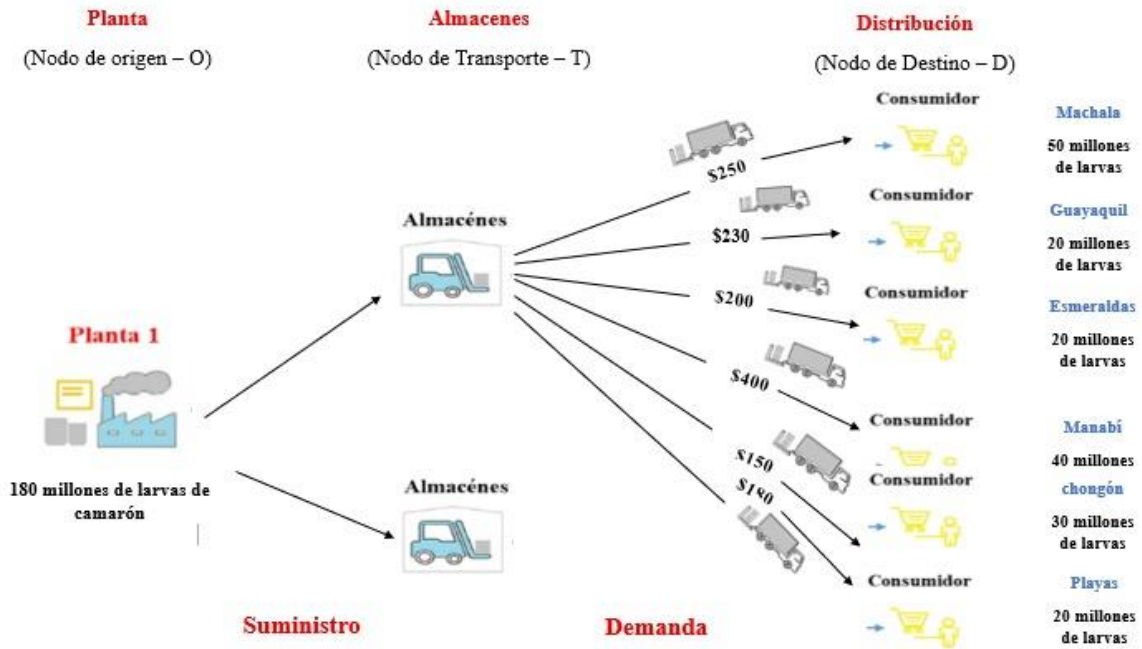 Planta
(Nodo de origen – O)
Almacenes
(Nodo de Transporte – T)
Distribución
(Nodo de Destino – D)
Planta 1
180 millones de larvas de
camarón
Almacénes
Almacénes
Suministro
Demanda
$250
$230
$200
$400
$150
$180
Consumidor
Machala
50 millones
de larvas
Consumidor
Guayaquil
20 millones
de larvas
Consumidor
Esmeraldas
20 millones
de larvas
Consumidor
Manabí
40 millones
Consumidor
chongón
30 millones
de larvas
Consumidor
Playas
20 millones
de larvas